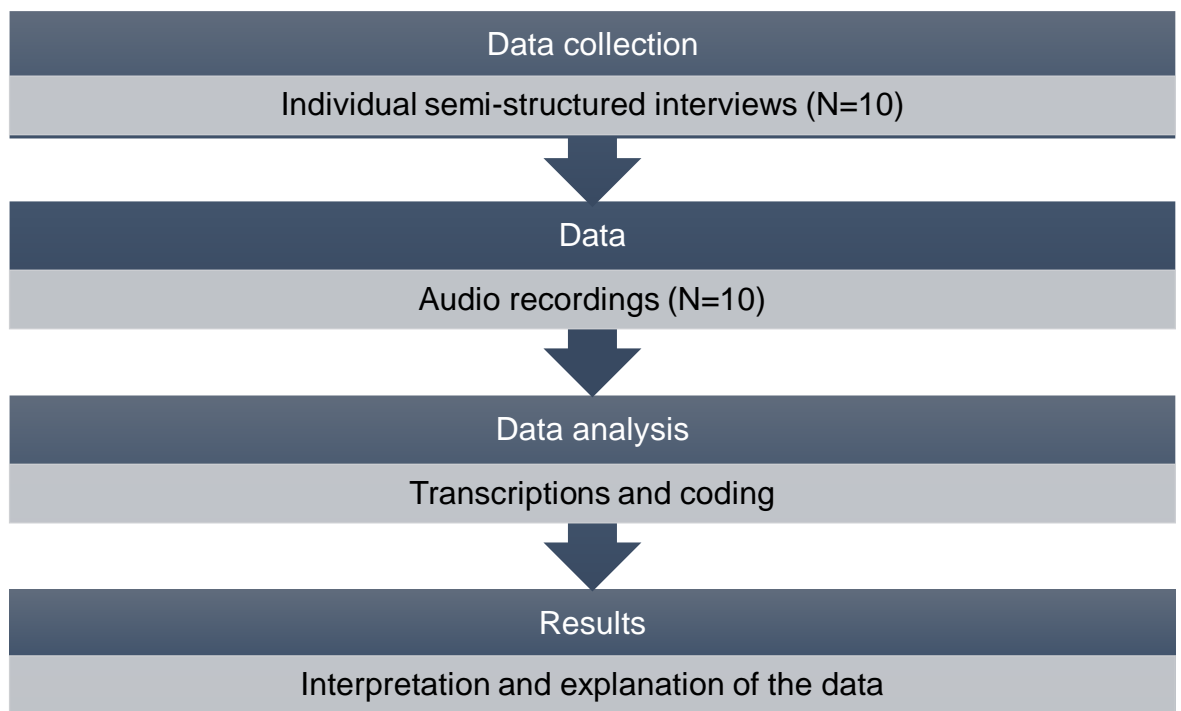 Data collection
Individual semi-structured interviews (N=10)
Data
Audio recordings (N=10)
Data analysis
Transcriptions and coding
Results
Interpretation and explanation of the data